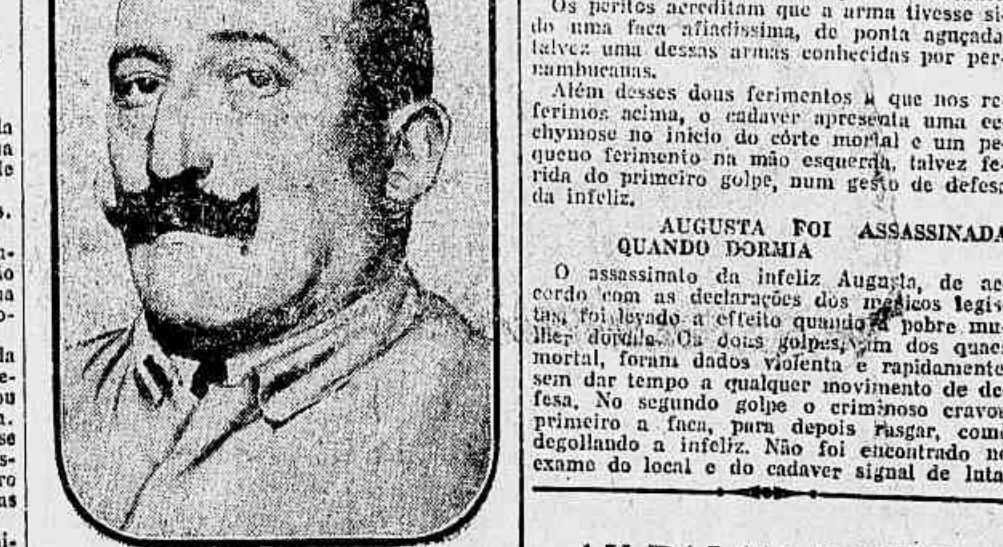 Os peritos acreditam que a arma tivesse si-
do uma faca afiadissima, de ponta aguçada,
talvez uma dessas armas conhecidas por per-
nambucanas.
Além desses dous ferimentos a que nos re-
ferimos acima, o cadaver apresenta uma ec-
chymose no inicio do córte mortal e um pe-
queno ferimento na mão esquerda, talvez fe-
rida do primeiro golpe, num gesto de defesa
da infeliz.
AUGUSTA FOI ASSASSINADA
QUANDO DORMIA
O assassinato da infeliz Augusta, de ac-
cordo com as declarações dos medicos legis-
tas, foi levado a effeito quando a pobre mu-
lher dormia. Os dous golpes, um dos quaes
mortal, foram dados violenta e rapidamente,
sem dar tempo a qualquer movimento de de-
fesa. No segundo golpe o criminoso cravou
primeiro a faca, para depois rasgar, como
degollando a infeliz. Não foi encontrado no
exame do local e do cadaver signal de luta.